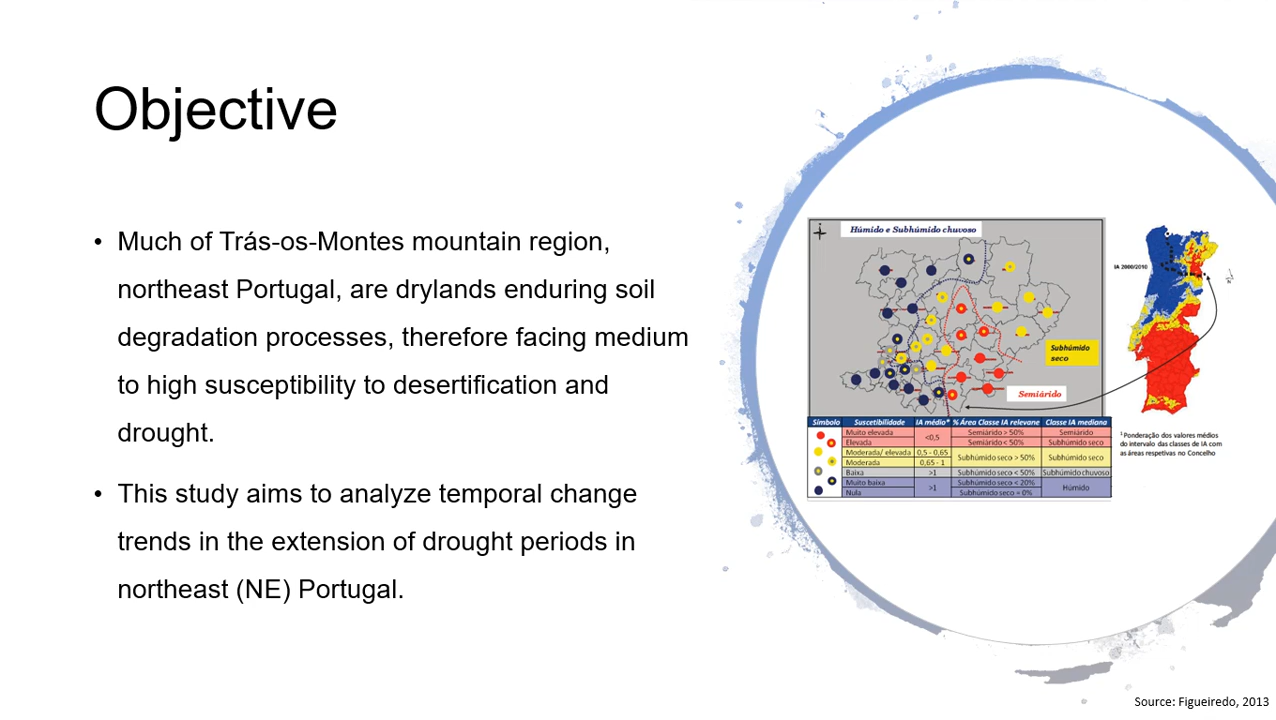 Objective
• Much of Trás-os-Montes mountain region,
northeast Portugal, are drylands enduring soil
degradation processes, therefore facing medium
to high susceptibility to desertification and
drought.
• This study aims to analyze temporal change
trends in the extension of drought periods in
northeast (NE) Portugal.
Húmido e Subhúmido chuvoso
Subhúmido
seco
Semiárido
IA 2000/2010
Símbolo Suscetibilidade IA médio* % Área Classe IA relevane Classe IA mediana
Muito elevada <0,5 Semiárido > 50% Semiárido
Elevada Semiárido < 50% Subhúmido seco
Moderada/ elevada 0,5 - 0,65 Subhúmido seco > 50% Subhúmido seco
Moderada 0,65 - 1
Baixa >1 Subhúmido seco < 50% Subhúmido chuvoso
Muito baixa >1 Subhúmido seco < 20% Húmido
Nula Subhúmido seco = 0%
¹ Ponderação dos valores médios
do intervalo das classes de IA com
as áreas respetivas no Concelho
Source: Figueiredo, 2013